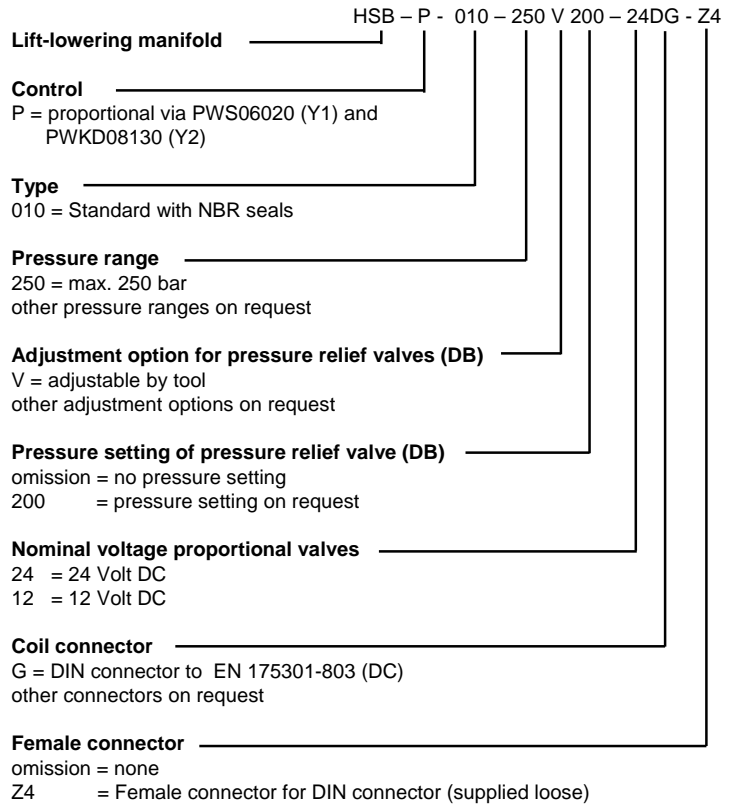 HSB – P - 010 – 250 V 200 – 24DG - Z4
Lift-lowering manifold
Control
P = proportional via PWS06020 (Y1) and
PWKD08130 (Y2)
Type
010 = Standard with NBR seals
Pressure range
250 = max. 250 bar
other pressure ranges on request
Adjustment option for pressure relief valves (DB)
V = adjustable by tool
other adjustment options on request
Pressure setting of pressure relief valve (DB)
omission = no pressure setting
200 = pressure setting on request
Nominal voltage proportional valves
24 = 24 Volt DC
12 = 12 Volt DC
Coil connector
G = DIN connector to EN 175301-803 (DC)
other connectors on request
Female connector
omission = none
Z4 = Female connector for DIN connector (supplied loose)